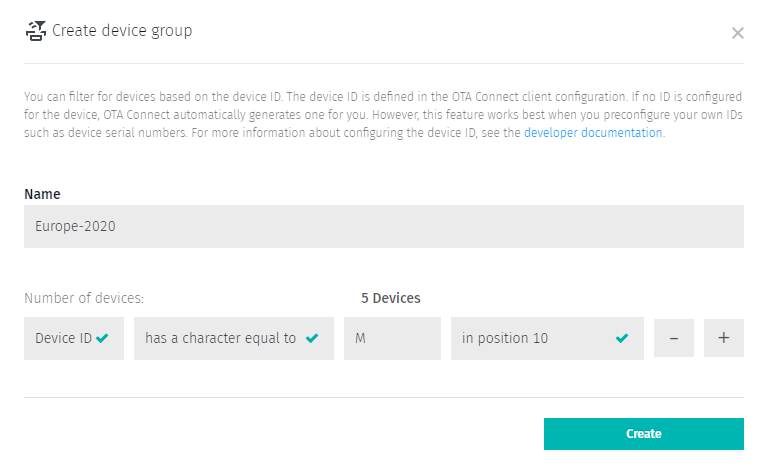 Create device group
You can filter for devices based on the device ID. The device ID is defined in the OTA Connect client configuration. If no ID is configured
for the device, OTA Connect automatically generates one for you. However, this feature works best when you preconfigure your own IDs
such as device serial numbers. For more information about configuring the device ID, see the developer documentation.
Name
Europe-2020
Number of devices: 5 Devices
Device ID has a character equal to M in position 10 − +
Create